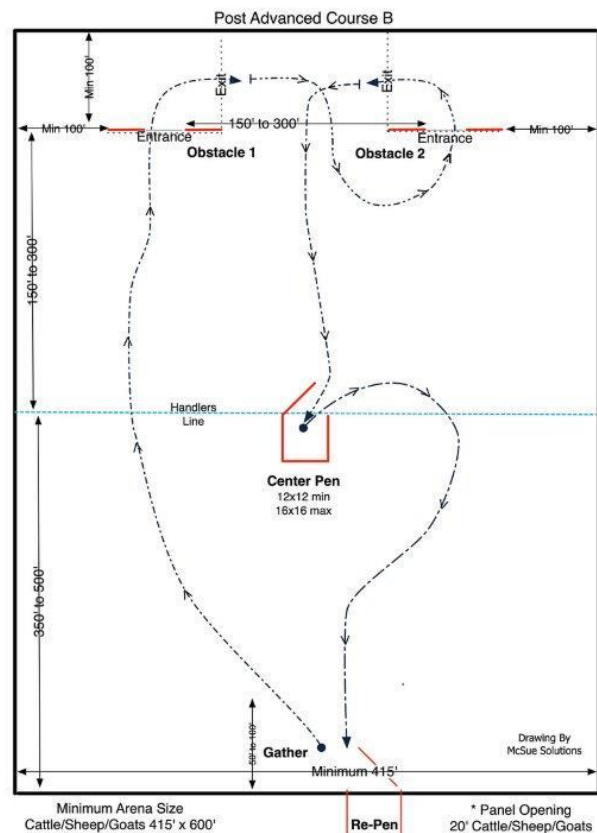 Post Advanced Course B
Min 100'
Exit
Exit
Min 100'
150' to 300'
Min 100'
Entrance
Entrance
Obstacle 1
Obstacle 2
150' to 300'
Handlers
Line
Center Pen
12x12 min
16x16 max
350' to 500'
50' to 100'
Gather
Drawing By
McSue Solutions
Minimum 415'
Minimum Arena Size
Cattle/Sheep/Goats 415' x 600'
Re-Pen
* Panel Opening
20' Cattle/Sheep/Goats